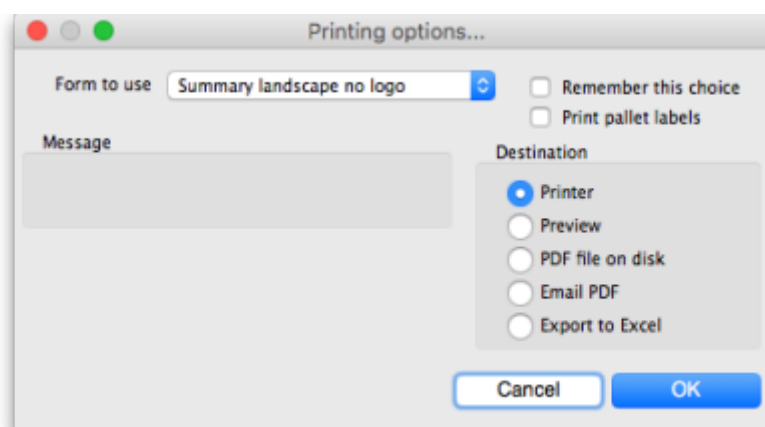 Printing options...
Form to use Summary landscape no logo Remember this choice
Print pallet labels
Message
Destination
Printer
Preview
PDF file on disk
Email PDF
Export to Excel
Cancel OK